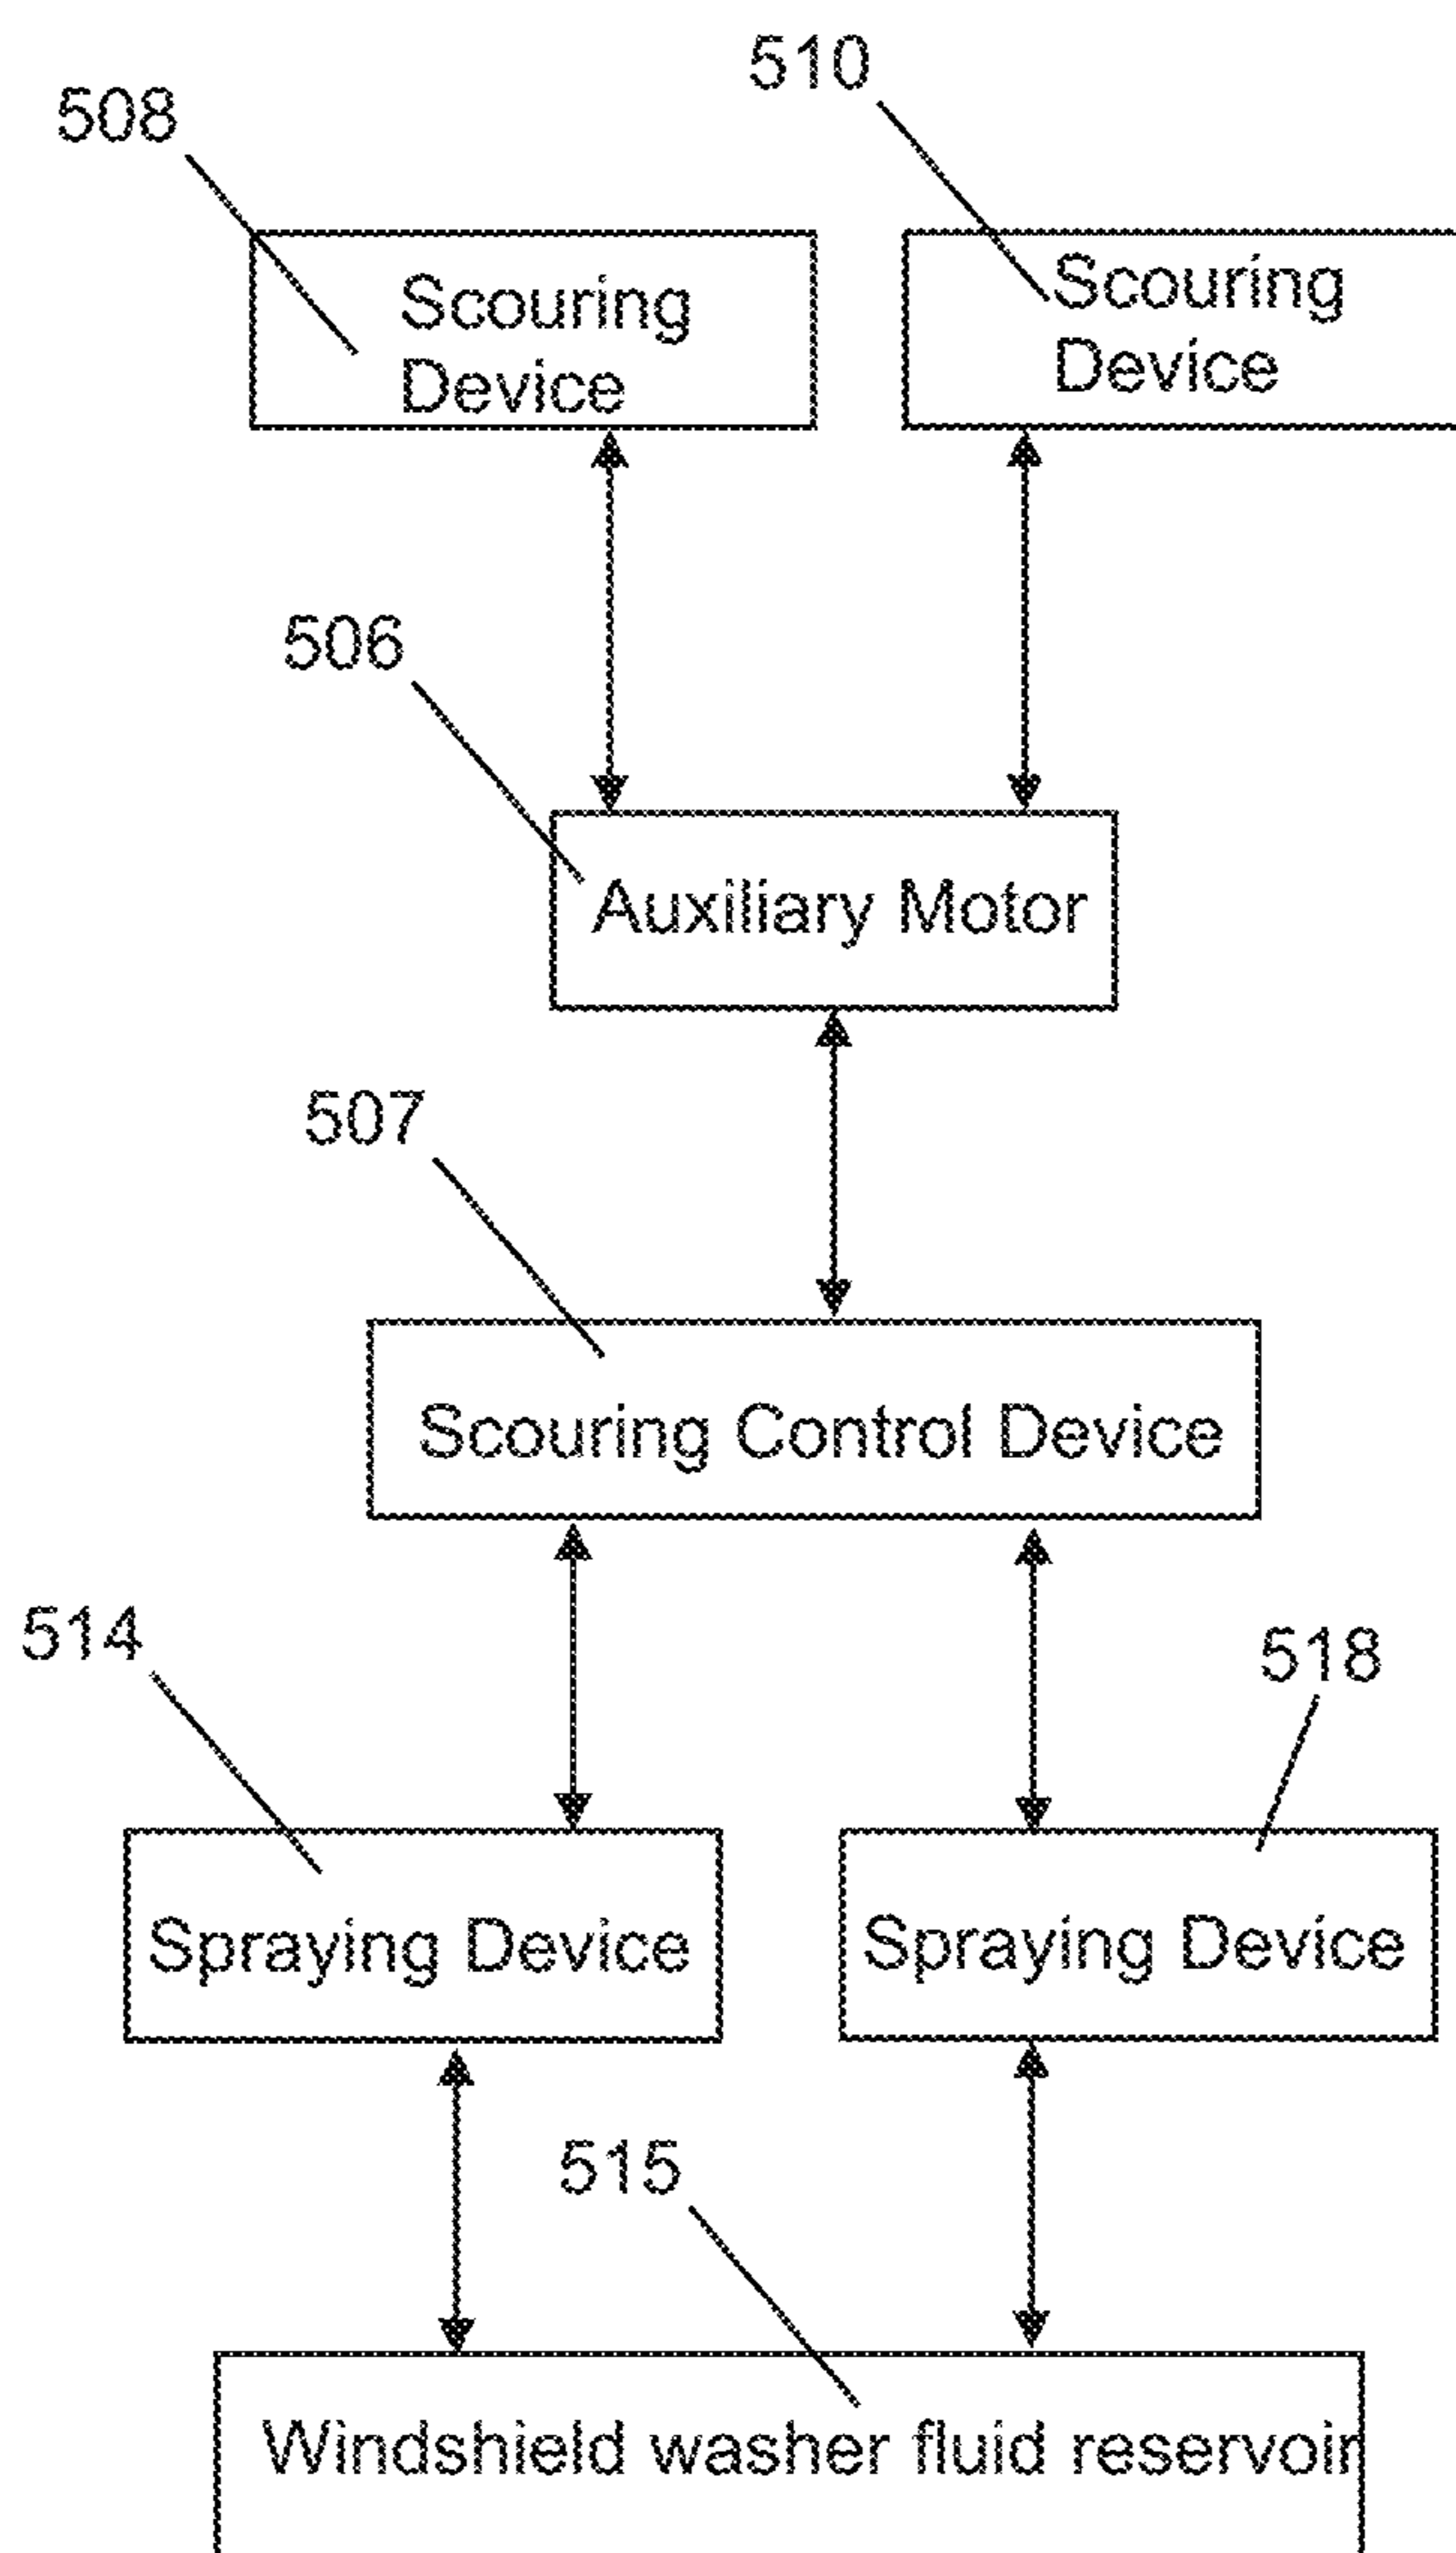 510
508
Scouring
Device
Scouring
Device
506
Auxiliary Motor
507
Scouring Control Device
514
518
Spraying Device
Spraying Device
515
Windshield washer fluid reservoir